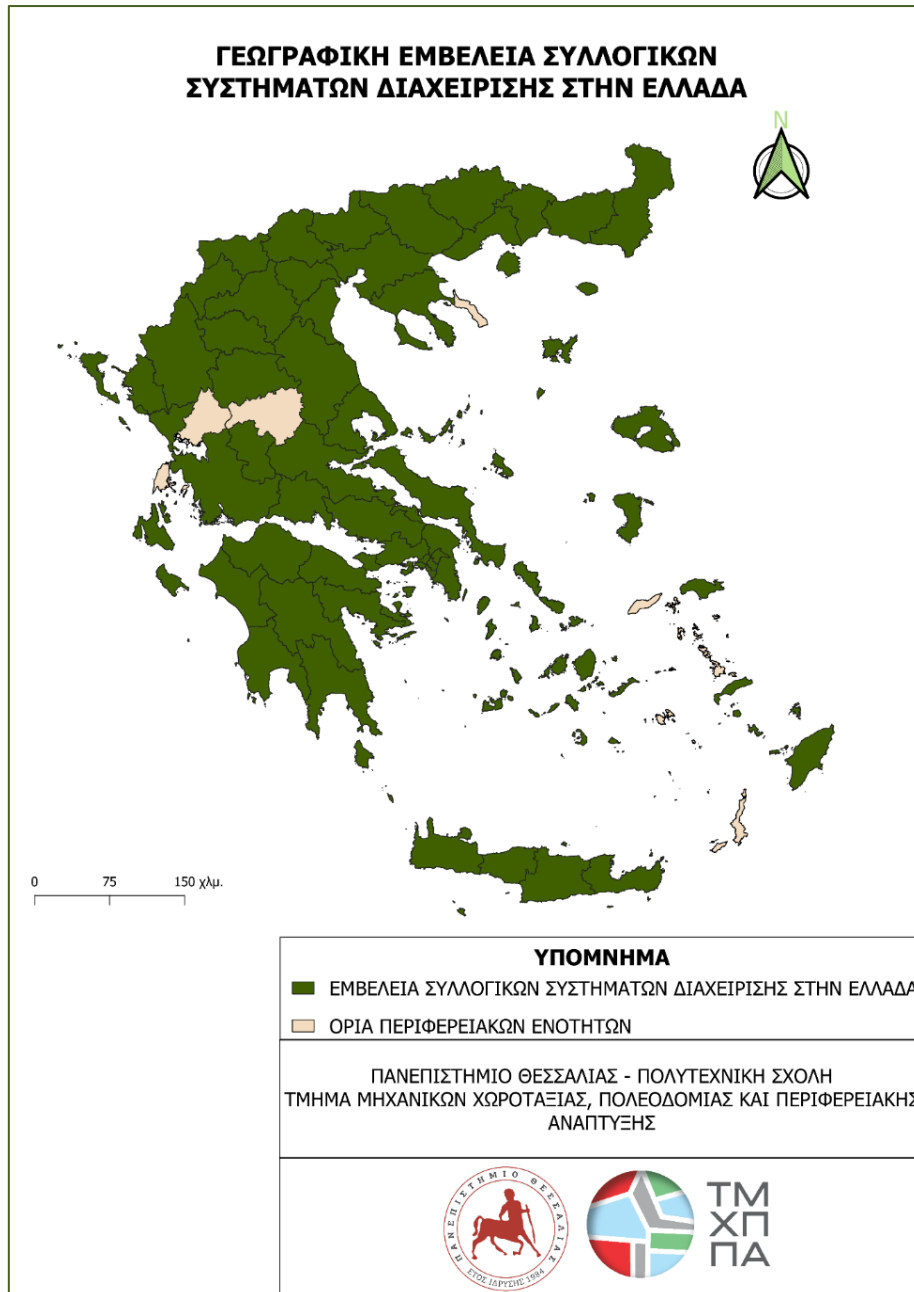 ΓΕΩΓΡΑΦΙΚΗ ΕΜΒΕΛΕΙΑ ΣΥΛΛΟΓΙΚΩΝ
ΣΥΣΤΗΜΑΤΩΝ ΔΙΑΧΕΙΡΙΣΗΣ ΣΤΗΝ ΕΛΛΑΔΑ
N
0 75 150 χλμ.
ΥΠΟΜΝΗΜΑ
ΕΜΒΕΛΕΙΑ ΣΥΛΛΟΓΙΚΩΝ ΣΥΣΤΗΜΑΤΩΝ ΔΙΑΧΕΙΡΙΣΗΣ ΣΤΗΝ ΕΛΛΑΔΑ
ΟΡΙΑ ΠΕΡΙΦΕΡΕΙΑΚΩΝ ΕΝΟΤΗΤΩΝ
ΠΑΝΕΠΙΣΤΗΜΙΟ ΘΕΣΣΑΛΙΑΣ - ΠΟΛΥΤΕΧΝΙΚΗ ΣΧΟΛΗ
ΤΜΗΜΑ ΜΗΧΑΝΙΚΩΝ ΧΩΡΟΤΑΞΙΑΣ, ΠΟΛΕΟΔΟΜΙΑΣ ΚΑΙ ΠΕΡΙΦΕΡΕΙΑΚΗΣ
ΑΝΑΠΤΥΞΗΣ
ΠΑΝΕΠΙΣΤΗΜΙΟ ΘΕΣΣΑΛΙΑΣ
ΕΤΟΣ ΙΔΡΥΣΗΣ 1984
ΤΜ
ΧΠ
ΠΑ